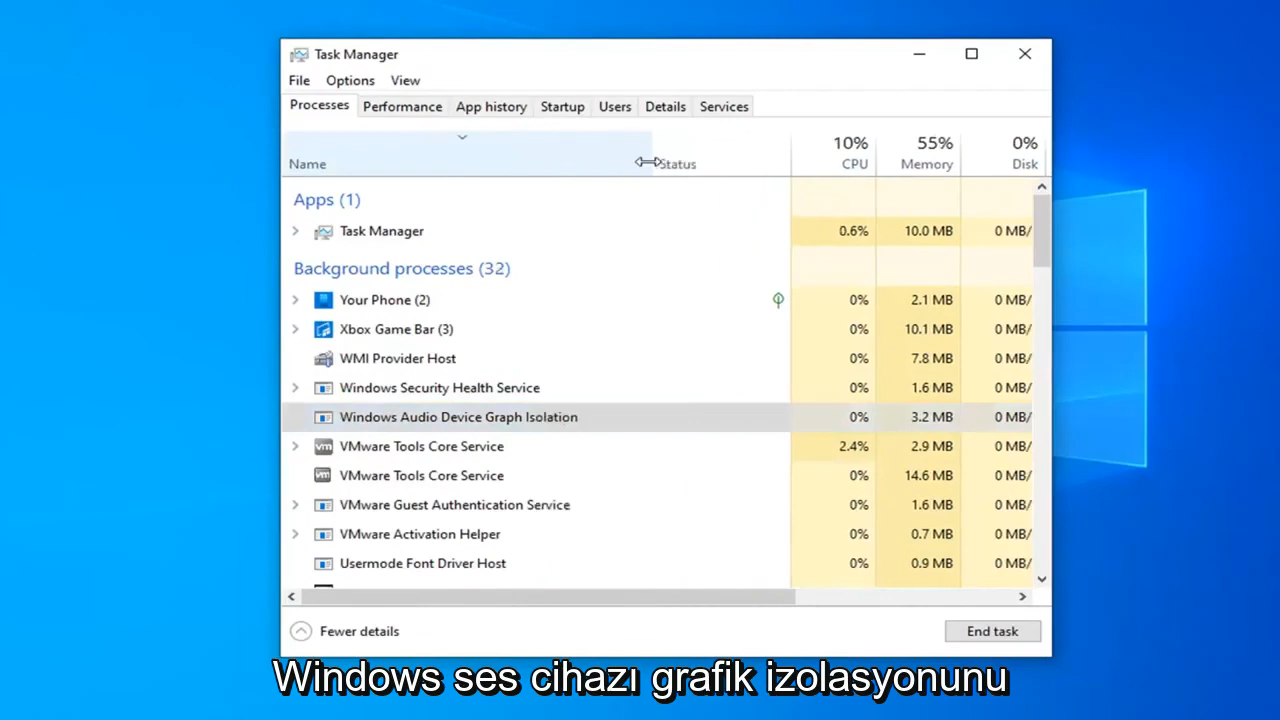 Task Manager
File Options View
Processes Performance App history Startup Users Details Services
10% 55% 0%
Name Status CPU Memory Disk
Apps (1)
Task Manager 0.6% 10.0 MB 0 MB/
Background processes (32)
Your Phone (2) 0% 2.1 MB 0 MB/
Xbox Game Bar (3) 0% 10.1 MB 0 MB/
WMI Provider Host 0% 7.8 MB 0 MB/
Windows Security Health Service 0% 1.6 MB 0 MB/
Windows Audio Device Graph Isolation 0% 3.2 MB 0 MB/
vm VMware Tools Core Service 2.4% 2.9 MB 0 MB/
vm VMware Tools Core Service 0% 14.6 MB 0 MB/
VMware Guest Authentication Service 0% 1.6 MB 0 MB/
VMware Activation Helper 0% 0.7 MB 0 MB/
Usermode Font Driver Host 0% 0.9 MB 0 MB/
Fewer details End task
Windows ses cihazı grafik izolasyonunu